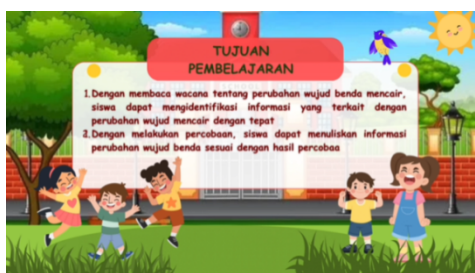 TUJUAN
PEMBELAJARAN
1.Dengan membaca wacana tentang perubahan wujud benda mencair,
siswa dapat mengidentifikasi informasi yang terkait dengan
perubahan wujud mencair dengan tepat
2.Dengan melakukan percobaan, siswa dapat menuliskan informasi
perubahan wujud benda sesuai dengan hasil percobaa